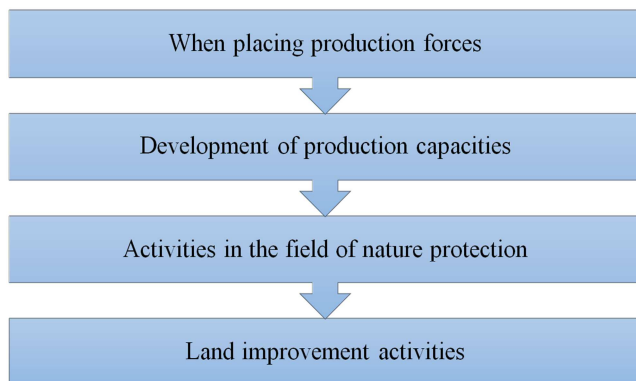 When placing production forces
Development of production capacities
Activities in the field of nature protection
Land improvement activities